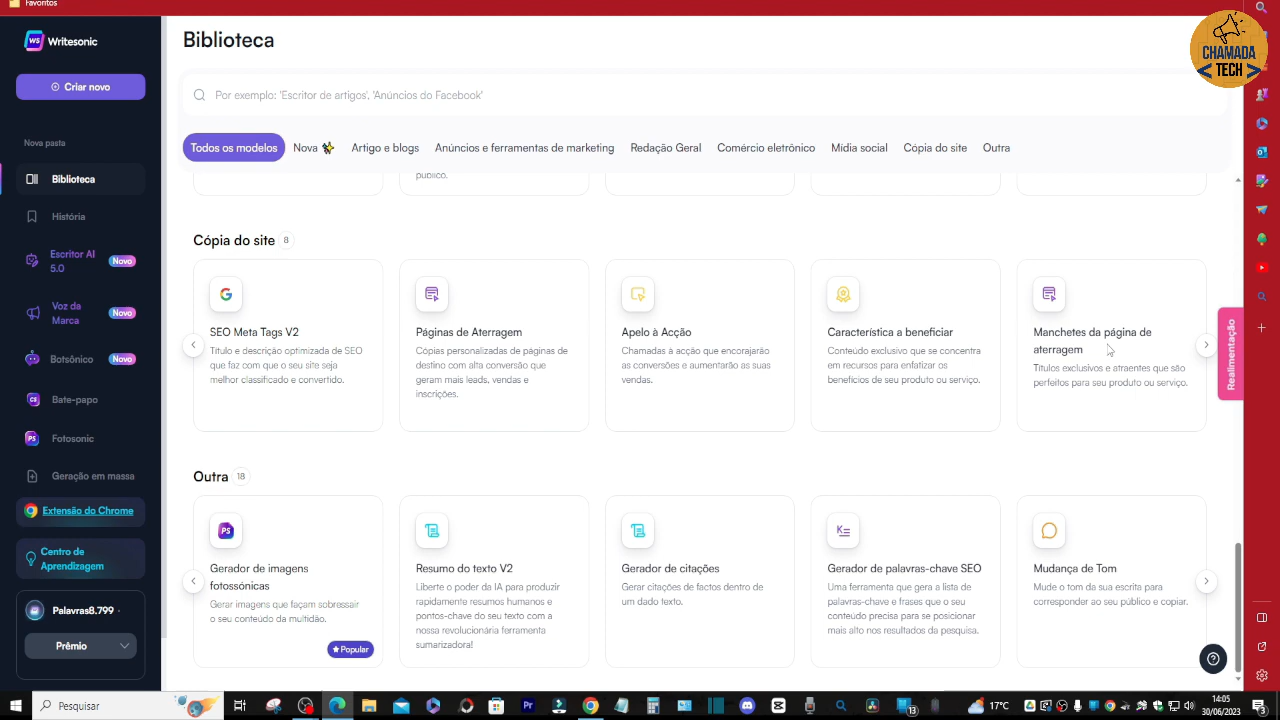 Favoritos
ws Writesonic
Criar novo
Nova pasta
Biblioteca
História
Escritor AI
5.0
Novo
Voz da
Marca
Novo
Botsônico
Novo
CS Bate-papo
PS Fotosonic
Geração em massa
Extensão do Chrome
Centro de
Aprendizagem
Palavras8.799
Prêmio
Biblioteca
Por exemplo: 'Escritor de artigos', 'Anúncios do Facebook'
Todos os modelos Nova Artigo e blogs Anúncios e ferramentas de marketing Redação Geral Comércio eletrônico Mídia social Cópia do site Outra
público.
Cópia do site 8
SEO Meta Tags V2
Título e descrição optimizada de SEO
que faz com que o seu site seja
melhor classificado e convertido.
Páginas de Aterragem
Cópias personalizadas de páginas de
destino com alta conversão que
geram mais leads, vendas e
inscrições.
Apelo à Acção
Chamadas à acção que encorajarão
as conversões e aumentarão as suas
vendas.
Característica a beneficiar
Conteúdo exclusivo que se concentra
em recursos para enfatizar os
benefícios de seu produto ou serviço.
Manchetes da página de
aterragem
Títulos exclusivos e atraentes que são
perfeitos para seu produto ou serviço.
Outra 18
PS
Gerador de imagens
fotossónicas
Gerar imagens que façam sobressair
o seu conteúdo da multidão.
Popular
Resumo do texto V2
Liberte o poder da IA para produzir
rapidamente resumos humanos e
pontos-chave do seu texto com a
nossa revolucionária ferramenta
sumarizadora!
Gerador de citações
Gerar citações de factos dentro de
um dado texto.
Gerador de palavras-chave SEO
Uma ferramenta que gera a lista de
palavras-chave e frases que o seu
conteúdo precisa para se posicionar
mais alto nos resultados da pesquisa.
Mudança de Tom
Mude o tom da sua escrita para
corresponder ao seu público e copiar.
Realimentação
CHAMADA
< TECH >
Pesquisar
Pr
13
17°C
14:05
30/06/2023